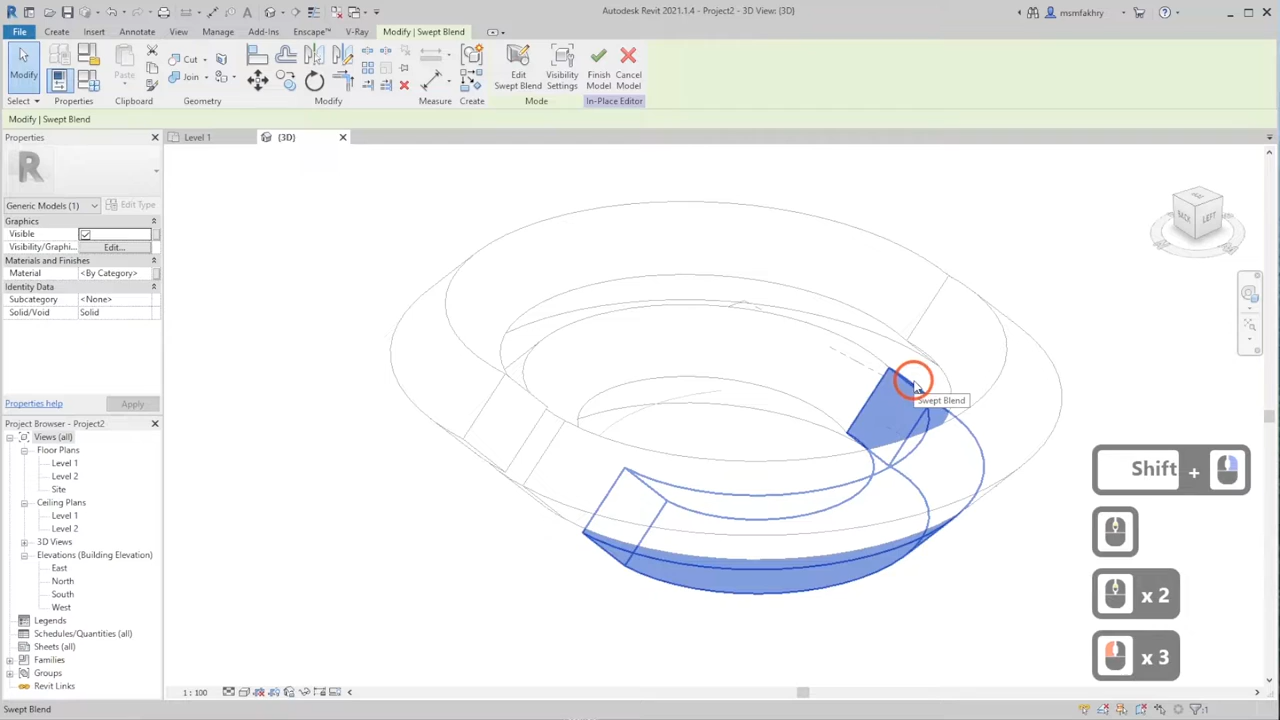 Autodesk Revit 2021.1.4 - Project2 - 3D View: {3D}
msmfakhry
File Create Insert Annotate View Manage Add-Ins Enscape™ V-Ray Modify | Swept Blend
Modify
Paste
Cut
Join
Edit Swept Blend
Visibility Settings
Finish Model
Cancel Model
Select Properties Clipboard Geometry Modify Measure Create Mode In-Place Editor
Modify | Swept Blend
Properties
Level 1
{3D}
Generic Models (1)
Edit Type
Graphics
Visible
Visibility/Graphi...
Edit...
Materials and Finishes
Material
<By Category>
Identity Data
Subcategory
<None>
Solid/Void
Solid
BACK
LEFT
Swept Blend
Properties help
Apply
Project Browser - Project2
Views (all)
Floor Plans
Level 1
Level 2
Site
Ceiling Plans
Level 1
Level 2
3D Views
Elevations (Building Elevation)
East
North
South
West
Legends
Schedules/Quantities (all)
Sheets (all)
Families
Groups
Revit Links
Shift +
x 2
x 3
1 : 100
Swept Blend
:1